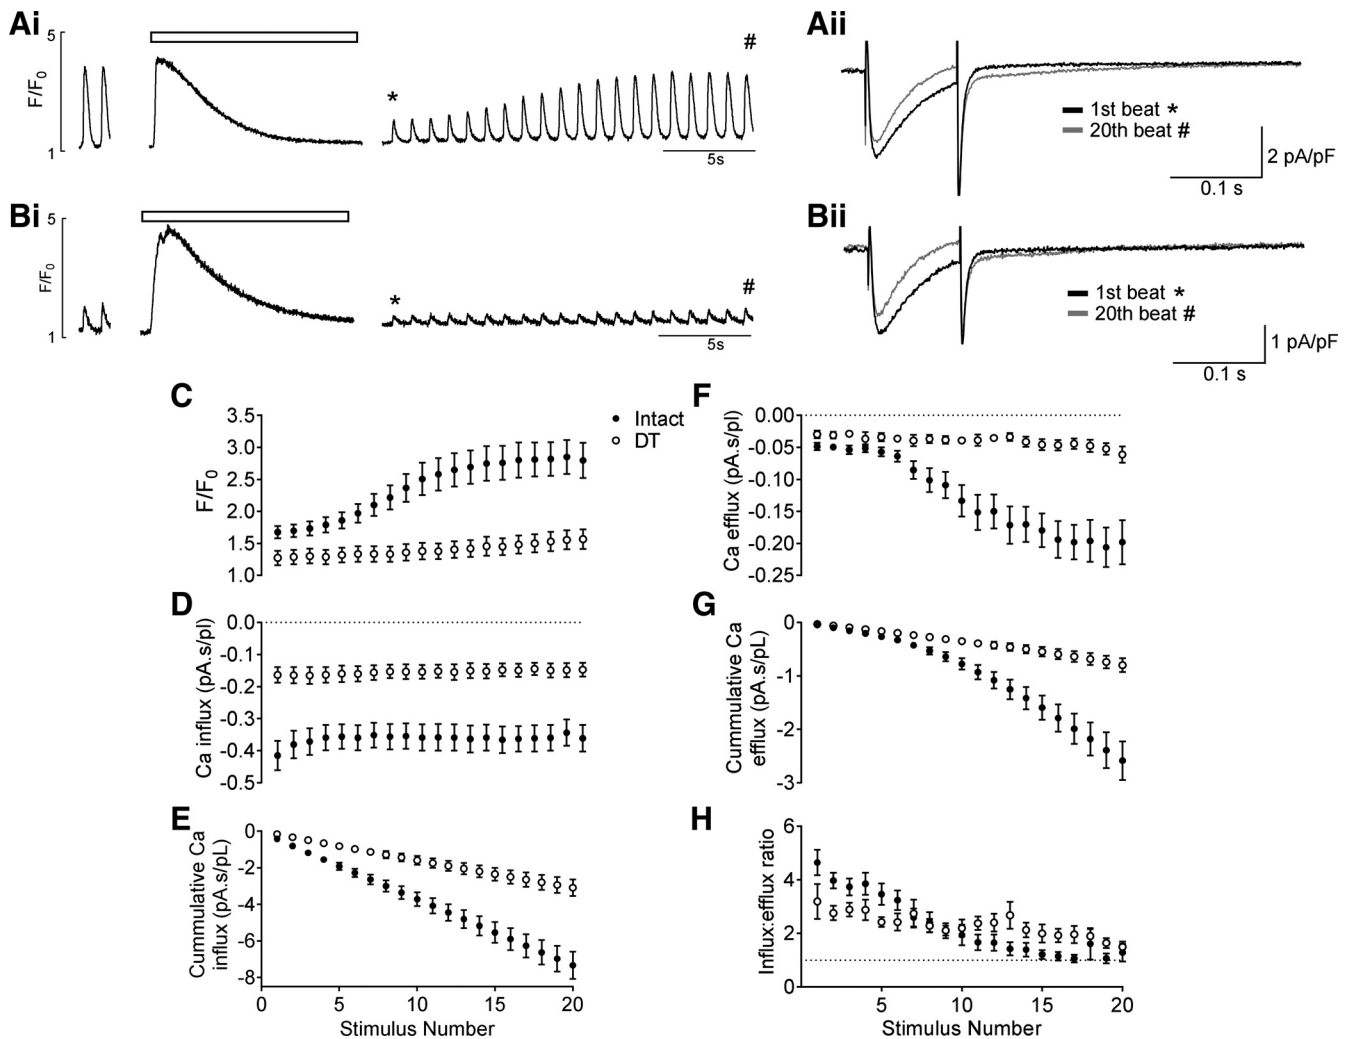 Ai
5
F/F0
1
*
#
5s
Aii
1st beat *
20th beat #
2 pA/pF
0.1 s
Bi
5
F/F0
1
*
#
5s
Bii
1st beat *
20th beat #
1 pA/pF
0.1 s
C
3.5
3.0
2.5
2.0
1.5
1.0
F/F0
Intact
DT
F
0.00
-0.05
-0.10
-0.15
-0.20
-0.25
Ca efflux (pA.s/pl)
D
0.0
-0.1
-0.2
-0.3
-0.4
-0.5
Ca influx (pA.s/pl)
G
0
-1
-2
-3
Cummulative Ca
efflux (pA.s/pL)
E
0
-2
-4
-6
-8
Cummulative Ca
influx (pA.s/pL)
0 5 10 15 20
Stimulus Number
H
6
4
2
0
Influx:efflux ratio
5 10 15 20
Stimulus Number